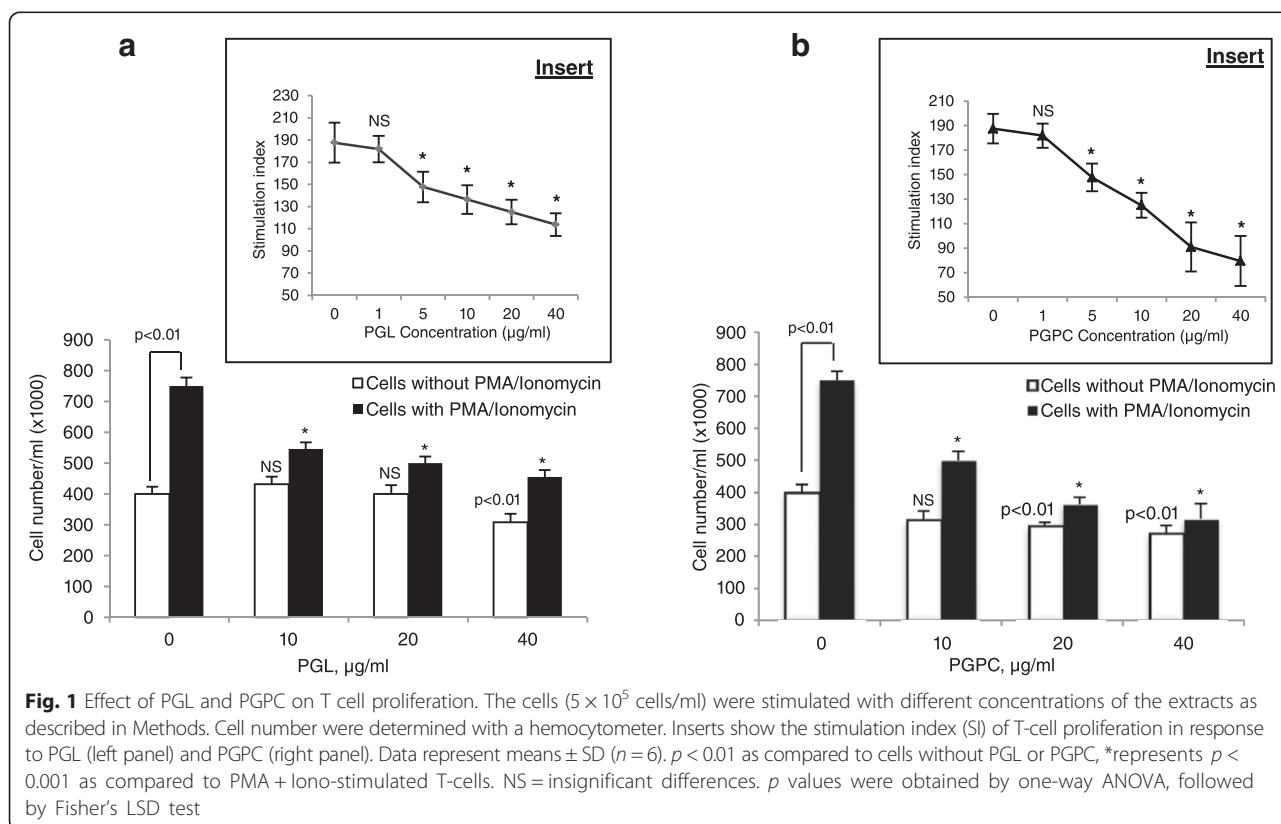 a
Insert
230
210
190
170
150
130
110
90
70
50
Stimulation index
NS
*
*
*
*
0 1 5 10 20 40
PGL Concentration (µg/ml)
900
800
700
600
500
400
300
200
100
0
Cell number/ml (x1000)
p<0.01
Cells without PMA/Ionomycin
Cells with PMA/Ionomycin
NS
*
NS
*
p<0.01
*
0 10 20 40
PGL, µg/ml
b
Insert
210
190
170
150
130
110
90
70
50
Stimulation index
NS
*
*
*
*
0 1 5 10 20 40
PGPC Concentration (µg/ml)
900
800
700
600
500
400
300
200
100
0
Cell number/ml (x1000)
p<0.01
Cells without PMA/Ionomycin
Cells with PMA/Ionomycin
NS
*
p<0.01
*
p<0.01
*
0 10 20 40
PGPC, µg/ml
Fig. 1 Effect of PGL and PGPC on T cell proliferation. The cells (5 × 10⁵ cells/ml) were stimulated with different concentrations of the extracts as
described in Methods. Cell number were determined with a hemocytometer. Inserts show the stimulation index (SI) of T-cell proliferation in response
to PGL (left panel) and PGPC (right panel). Data represent means ± SD (n = 6). p < 0.01 as compared to cells without PGL or PGPC, *represents p <
0.001 as compared to PMA + Iono-stimulated T-cells. NS = insignificant differences. p values were obtained by one-way ANOVA, followed
by Fisher's LSD test